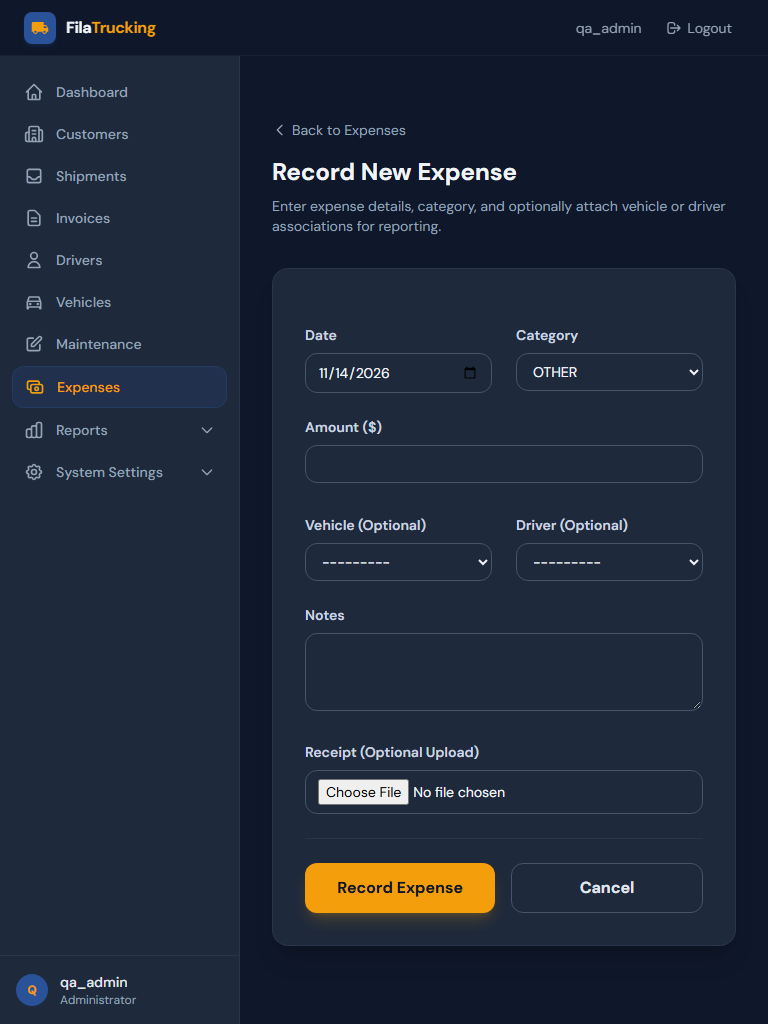 FilaTrucking
qa_admin
Logout
Dashboard
Customers
Shipments
Invoices
Drivers
Vehicles
Maintenance
Expenses
Reports
System Settings
Back to Expenses
Record New Expense
Enter expense details, category, and optionally attach vehicle or driver
associations for reporting.
Date
Category
11/14/2026
OTHER
Amount ($)
Vehicle (Optional)
Driver (Optional)
---------
---------
Notes
Receipt (Optional Upload)
Choose File No file chosen
Record Expense
Cancel
Q
qa_admin
Administrator